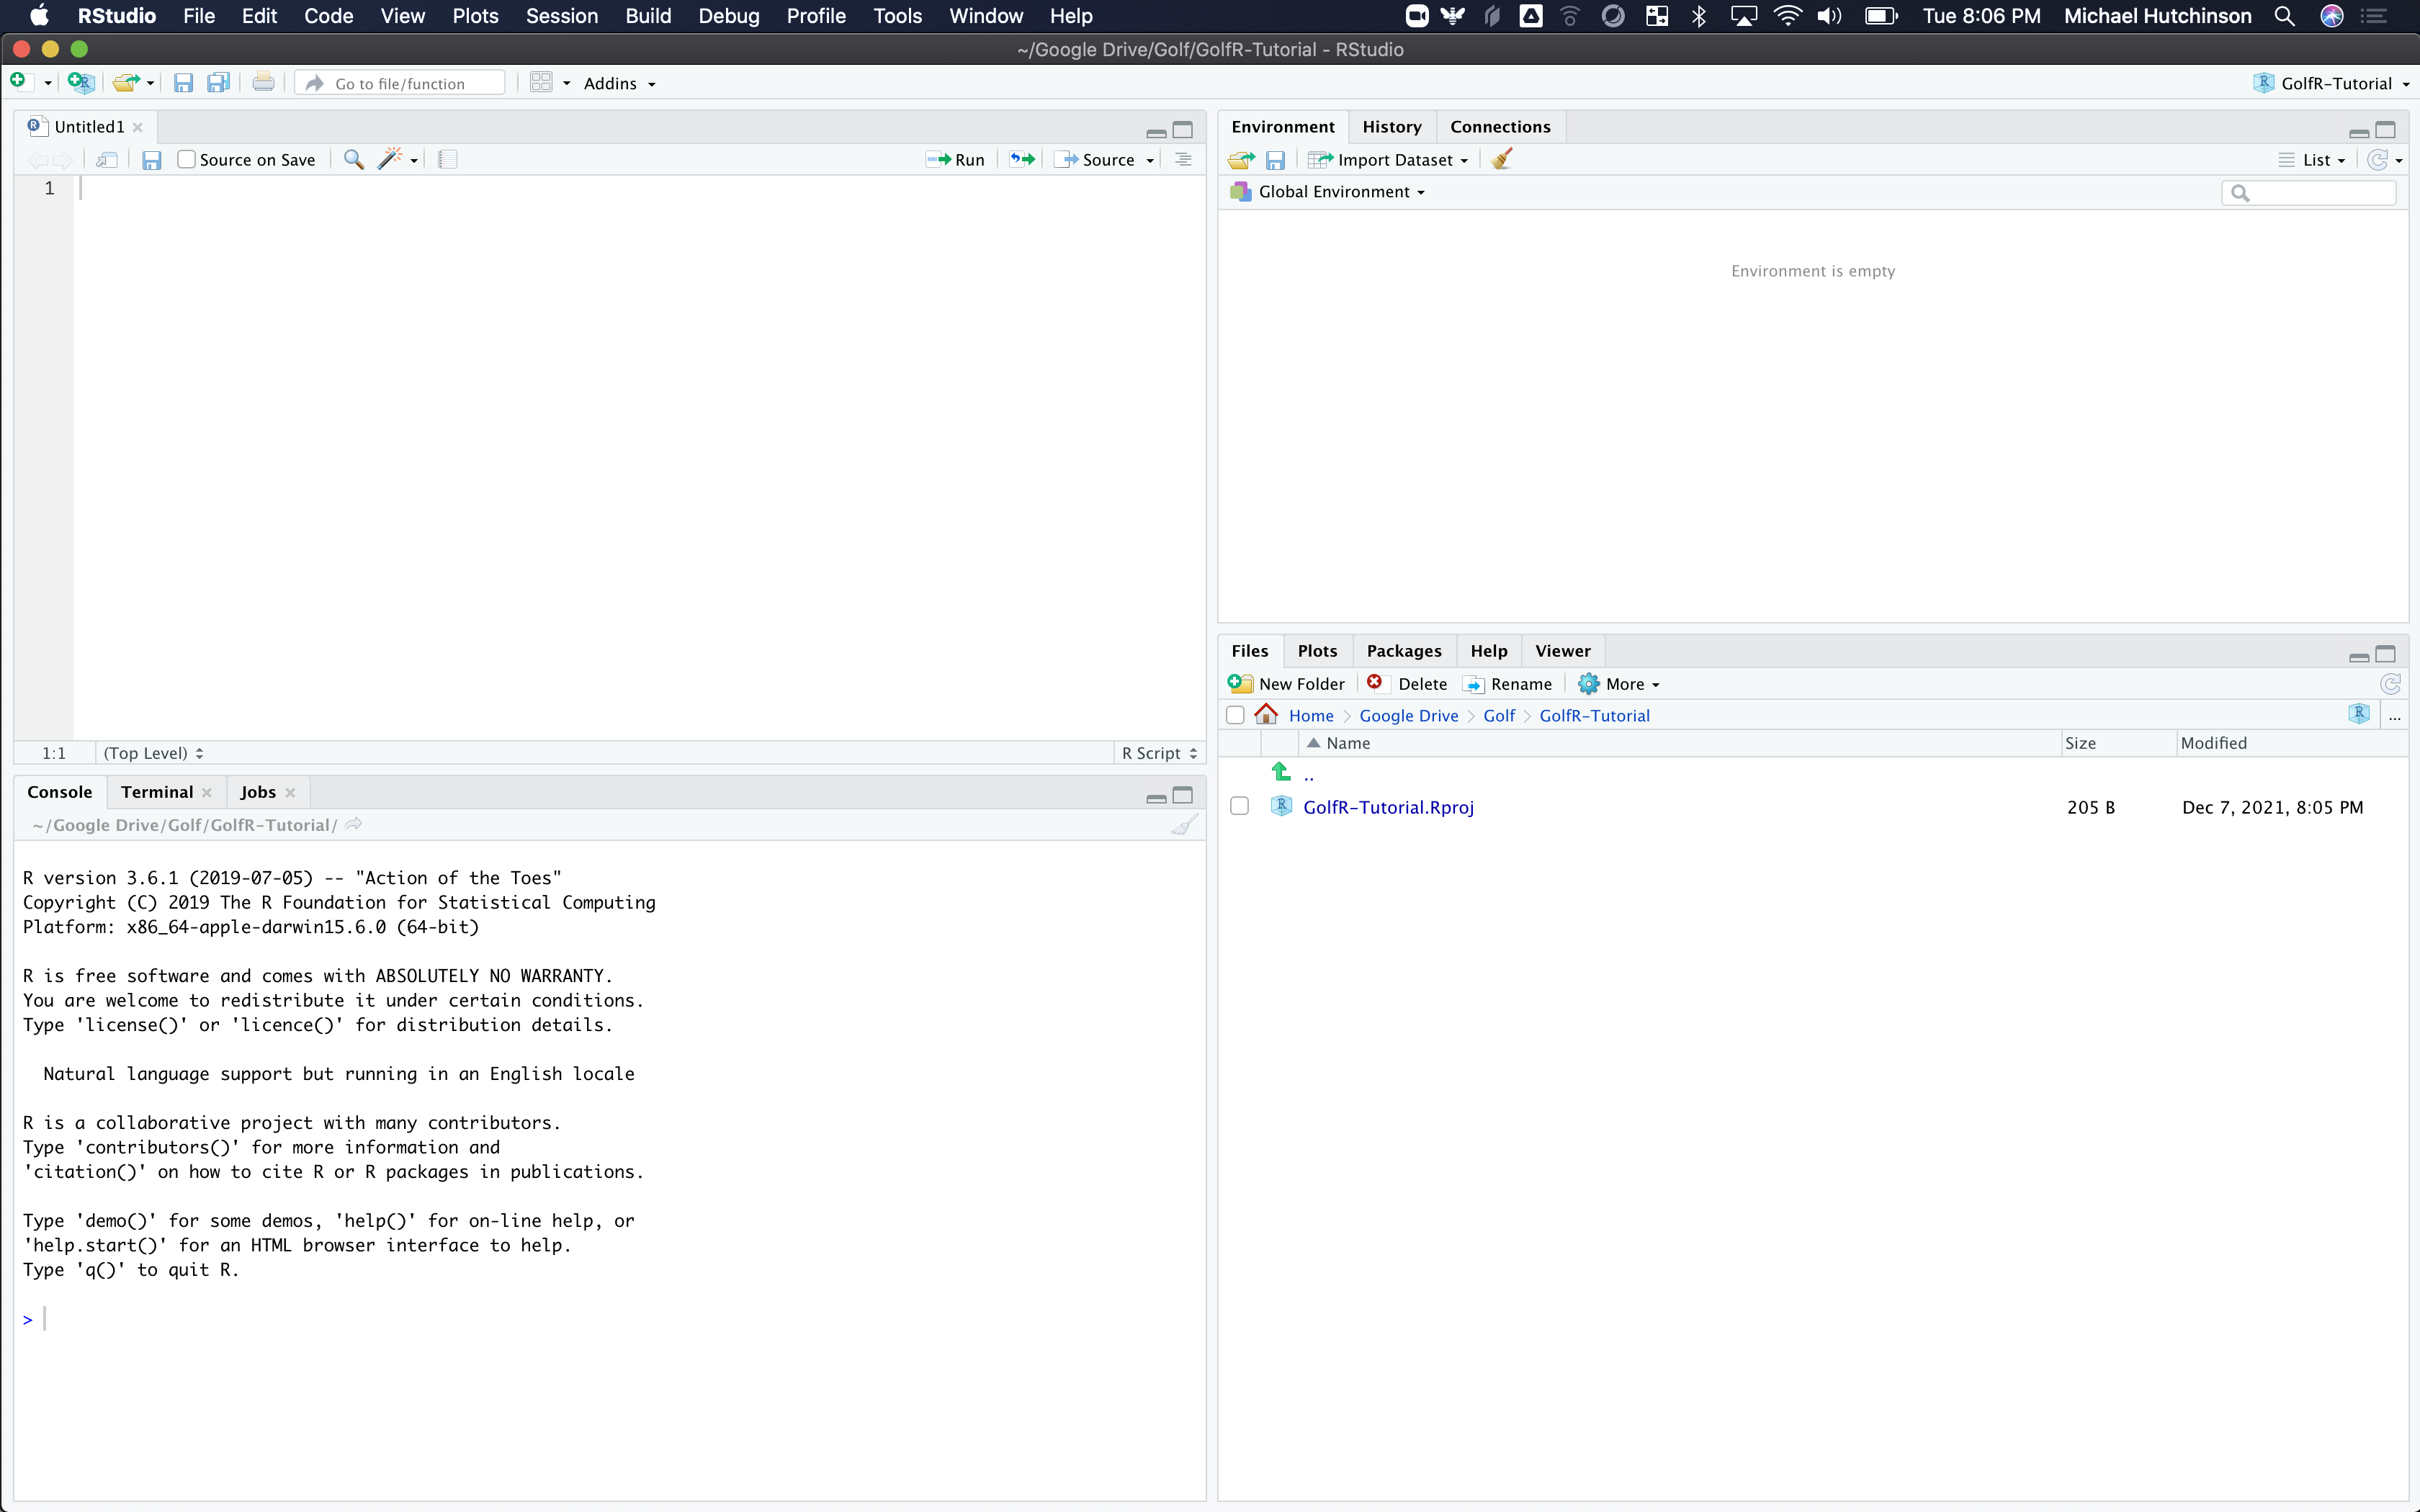 RStudio File Edit Code View Plots Session Build Debug Profile Tools Window Help Tue 8:06 PM Michael Hutchinson
~/Google Drive/Golf/GolfR-Tutorial - RStudio
Go to file/function Addins GolfR-Tutorial
Untitled1
Source on Save Run Source
1
1:1 (Top Level) R Script
Console Terminal Jobs
~/Google Drive/Golf/GolfR-Tutorial/
R version 3.6.1 (2019-07-05) -- "Action of the Toes"
Copyright (C) 2019 The R Foundation for Statistical Computing
Platform: x86_64-apple-darwin15.6.0 (64-bit)
R is free software and comes with ABSOLUTELY NO WARRANTY.
You are welcome to redistribute it under certain conditions.
Type 'license()' or 'licence()' for distribution details.
Natural language support but running in an English locale
R is a collaborative project with many contributors.
Type 'contributors()' for more information and
'citation()' on how to cite R or R packages in publications.
Type 'demo()' for some demos, 'help()' for on-line help, or
'help.start()' for an HTML browser interface to help.
Type 'q()' to quit R.
>
Environment History Connections
Import Dataset List
Global Environment
Environment is empty
Files Plots Packages Help Viewer
New Folder Delete Rename More
Home Google Drive Golf GolfR-Tutorial ...
Name Size Modified
..
GolfR-Tutorial.Rproj 205 B Dec 7, 2021, 8:05 PM